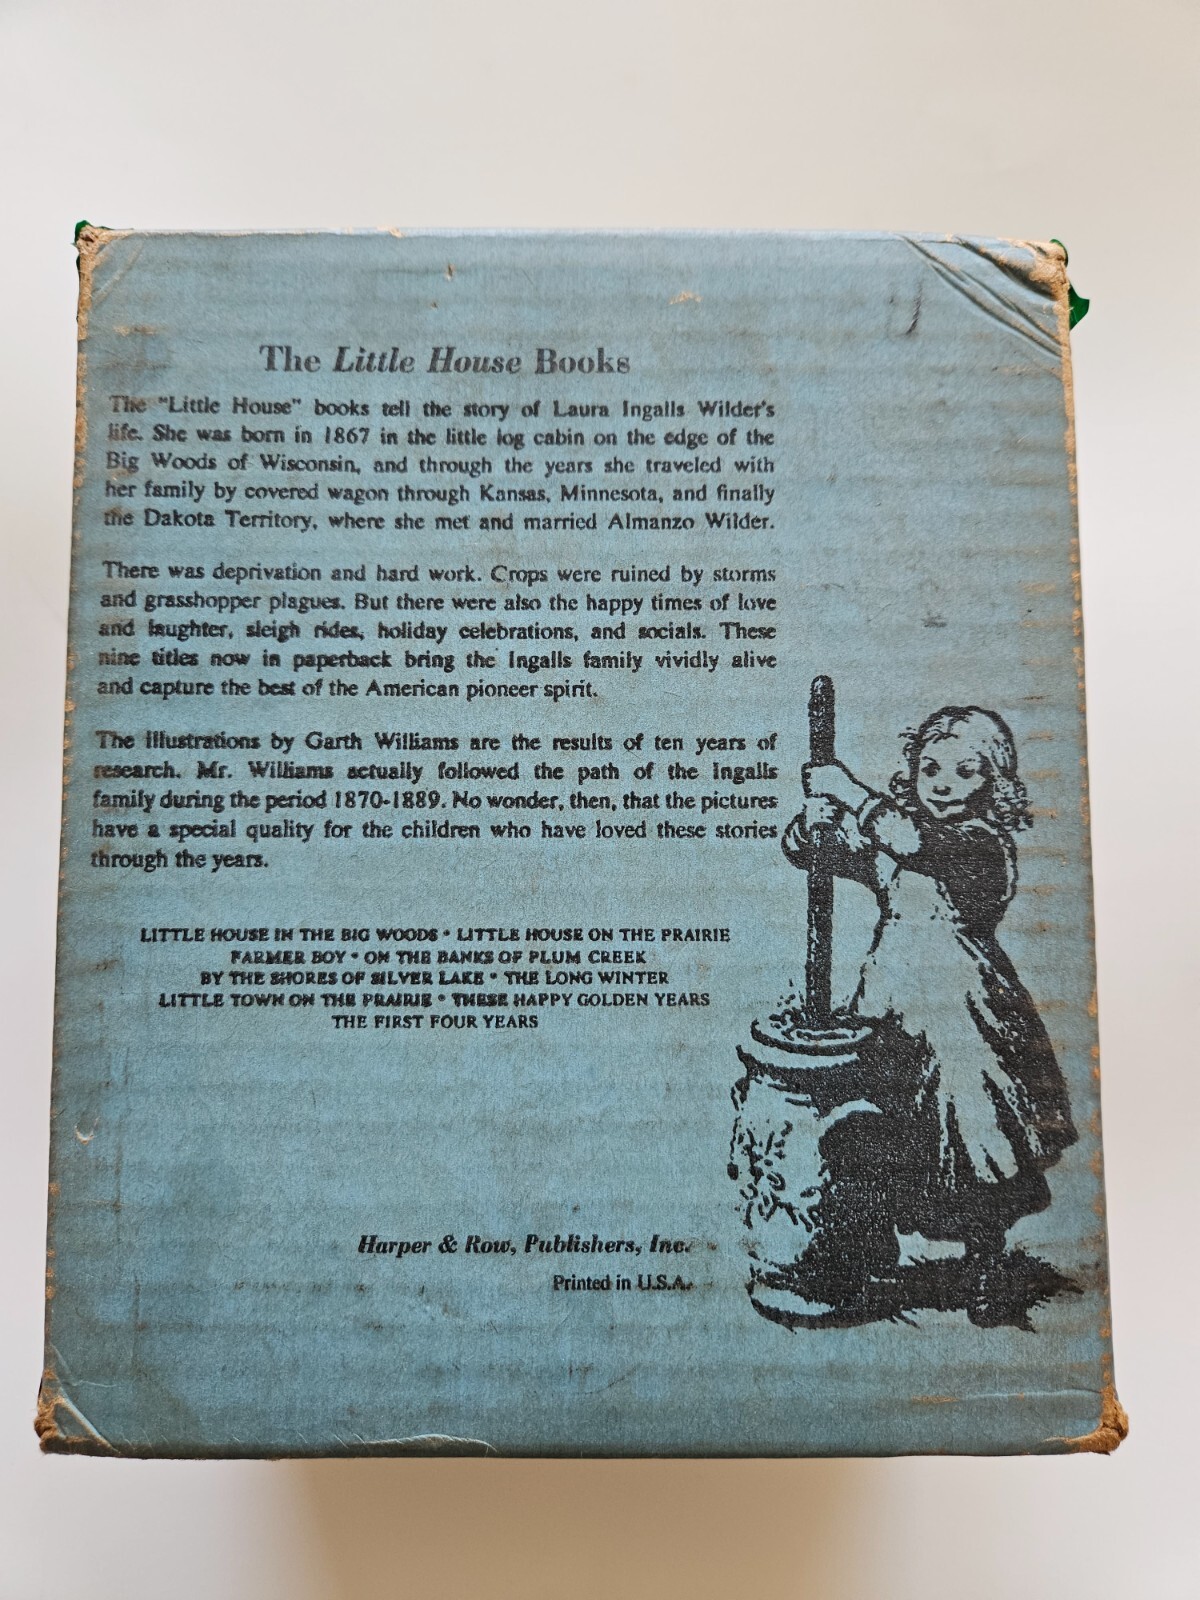 The Little House Books
The "Little House" books tell the story of Laura Ingalls Wilder's
life. She was born in 1867 in the little log cabin on the edge of the
Big Woods of Wisconsin, and through the years she traveled with
her family by covered wagon through Kansas, Minnesota, and finally
the Dakota Territory, where she met and married Almanzo Wilder.
There was deprivation and hard work. Crops were ruined by storms
and grasshopper plagues. But there were also the happy times of love
and laughter, sleigh rides, holiday celebrations, and socials. These
nine titles now in paperback bring the Ingalls family vividly alive
and capture the best of the American pioneer spirit.
The illustrations by Garth Williams are the results of ten years of
research. Mr. Williams actually followed the path of the Ingalls
family during the period 1870-1889. No wonder, then, that the pictures
have a special quality for the children who have loved these stories
through the years.
LITTLE HOUSE IN THE BIG WOODS • LITTLE HOUSE ON THE PRAIRIE
FARMER BOY • ON THE BANKS OF PLUM CREEK
BY THE SHORES OF SILVER LAKE • THE LONG WINTER
LITTLE TOWN ON THE PRAIRIE • THESE HAPPY GOLDEN YEARS
THE FIRST FOUR YEARS
Harper & Row, Publishers, Inc.
Printed in U.S.A.